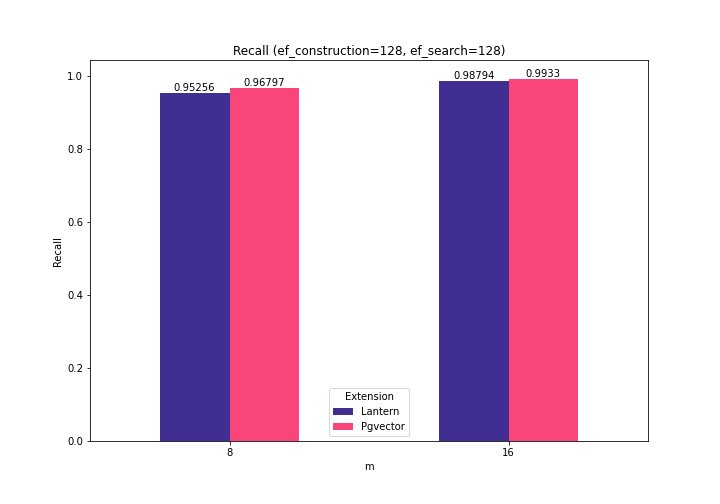 Recall (ef_construction=128, ef_search=128)
1.0
0.8
0.6
0.4
0.2
0.0
Recall
0.95256
0.96797
0.98794
0.9933
Extension
Lantern
Pgvector
8
16
m